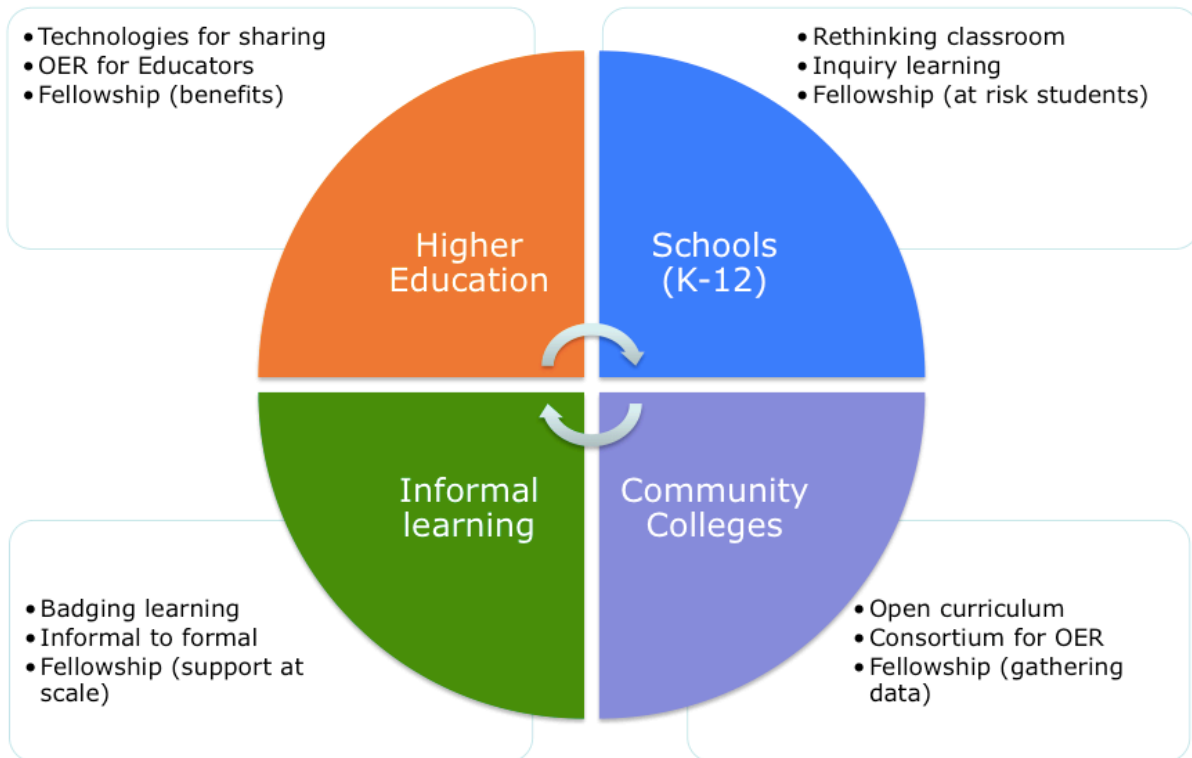 • Technologies for sharing
• OER for Educators
• Fellowship (benefits)
• Rethinking classroom
• Inquiry learning
• Fellowship (at risk students)
Higher
Education
Schools
(K-12)
Informal
learning
Community
Colleges
• Badging learning
• Informal to formal
• Fellowship (support at
scale)
• Open curriculum
• Consortium for OER
• Fellowship (gathering
data)